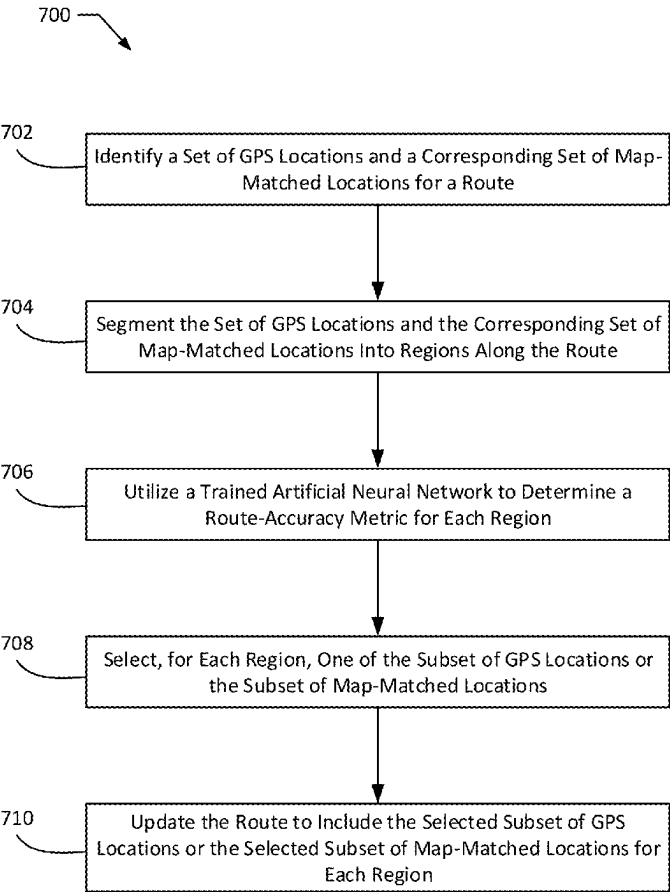 700
702
Identify a Set of GPS Locations and a Corresponding Set of Map-
Matched Locations for a Route
704
Segment the Set of GPS Locations and the Corresponding Set of
Map-Matched Locations Into Regions Along the Route
706
Utilize a Trained Artificial Neural Network to Determine a
Route-Accuracy Metric for Each Region
708
Select, for Each Region, One of the Subset of GPS Locations or
the Subset of Map-Matched Locations
710
Update the Route to Include the Selected Subset of GPS
Locations or the Selected Subset of Map-Matched Locations for
Each Region